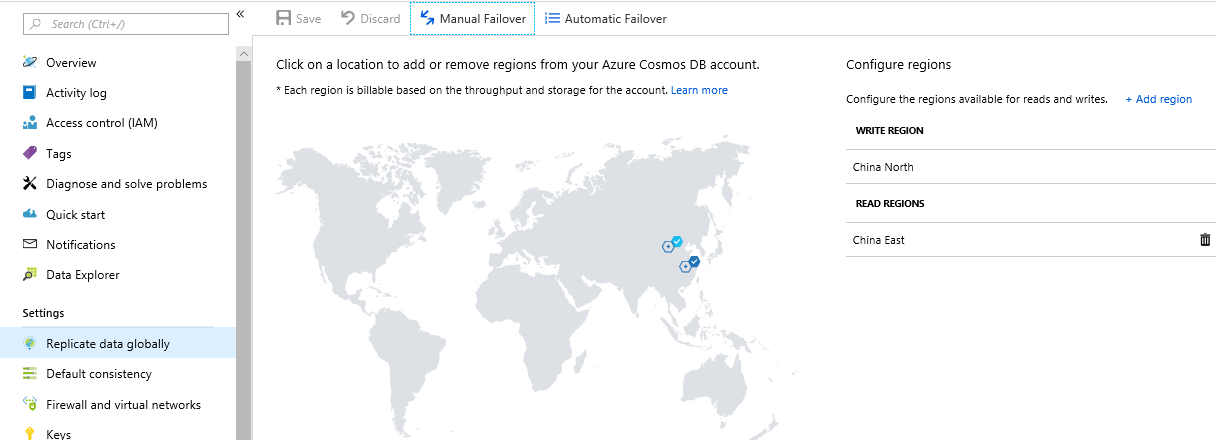 Search (Ctrl+/)
«
Overview
Activity log
Access control (IAM)
Tags
Diagnose and solve problems
Quick start
Notifications
Data Explorer
Settings
Replicate data globally
Default consistency
Firewall and virtual networks
Keys
Save Discard Manual Failover Automatic Failover
Click on a location to add or remove regions from your Azure Cosmos DB account.
* Each region is billable based on the throughput and storage for the account. Learn more
Configure regions
Configure the regions available for reads and writes. + Add region
WRITE REGION
China North
READ REGIONS
China East